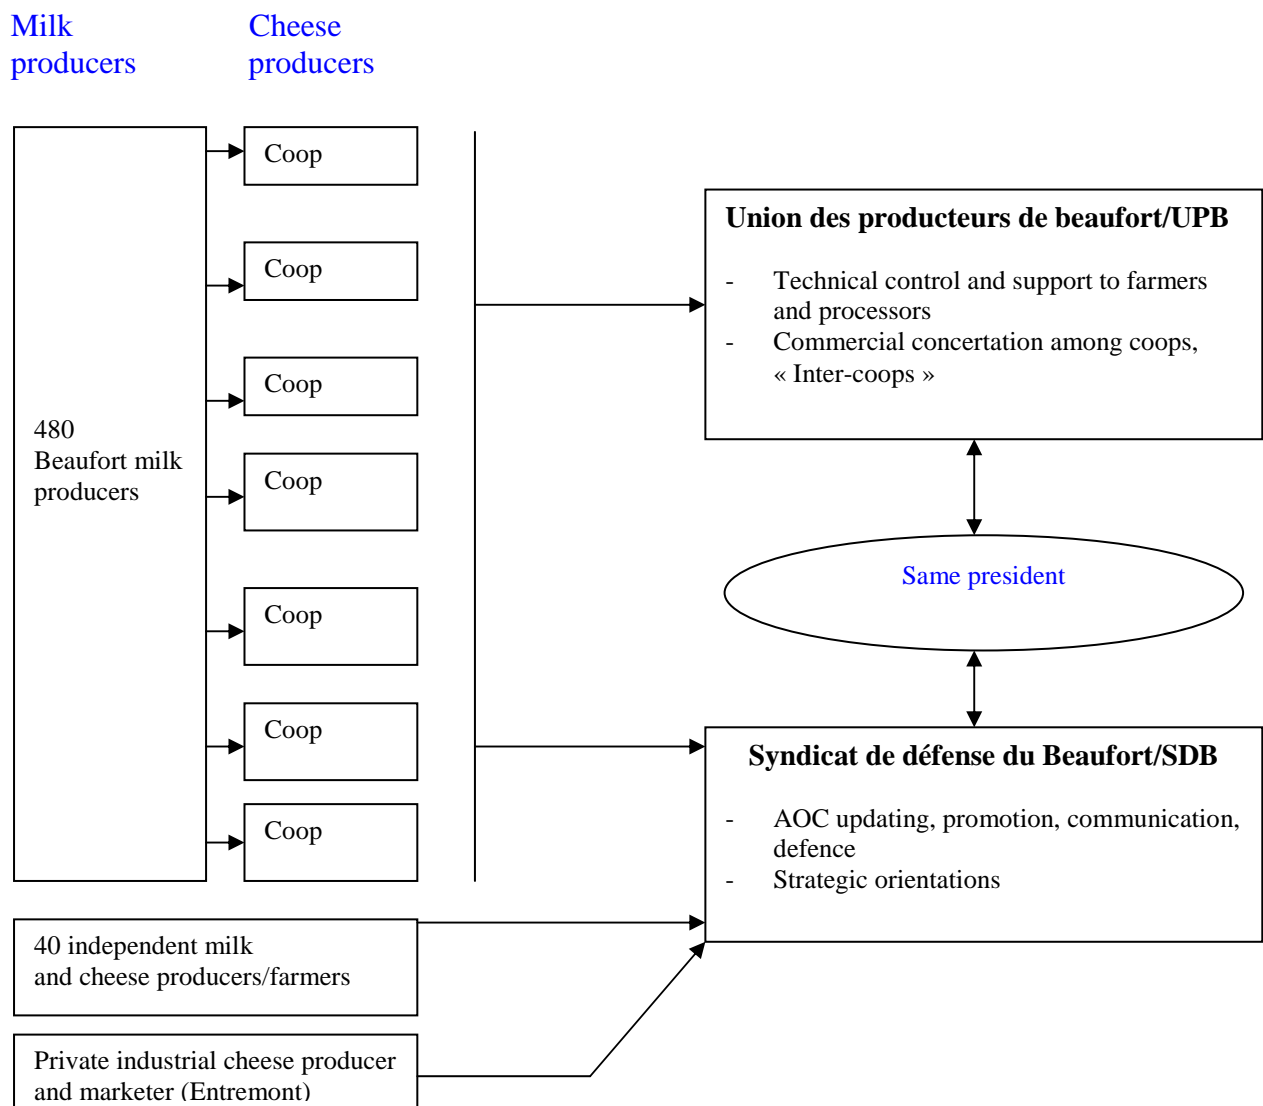 Milk
producers
Cheese
producers
480
Beaufort milk
producers
Coop
Coop
Coop
Coop
Coop
Coop
Coop
40 independent milk
and cheese producers/farmers
Private industrial cheese producer
and marketer (Entremont)
Union des producteurs de beaufort/UPB
- Technical control and support to farmers
and processors
- Commercial concertation among coops,
« Inter-coops »
Same president
Syndicat de défense du Beaufort/SDB
- AOC updating, promotion, communication,
defence
- Strategic orientations